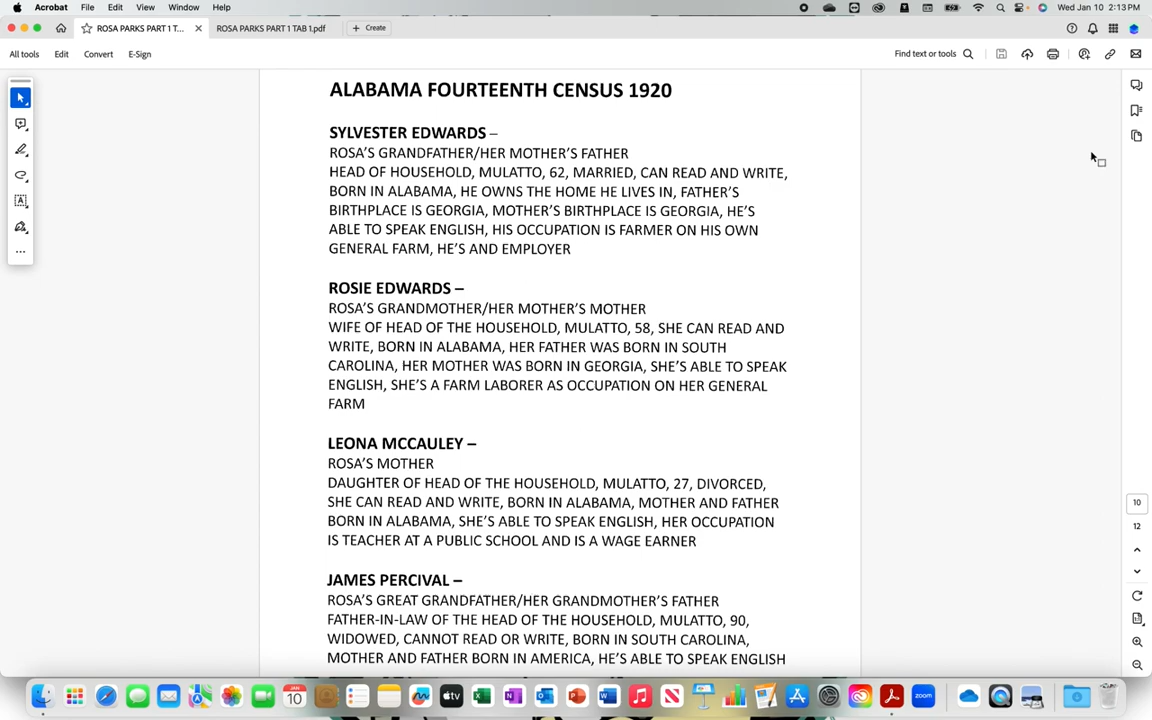 Acrobat File Edit View Window Help Wed Jan 10 2:13 PM
ROSA PARKS PART 1 T... ROSA PARKS PART 1 TAB 1.pdf + Create
All tools Edit Convert E-Sign Find text or tools
ALABAMA FOURTEENTH CENSUS 1920
SYLVESTER EDWARDS –
ROSA'S GRANDFATHER/HER MOTHER'S FATHER
HEAD OF HOUSEHOLD, MULATTO, 62, MARRIED, CAN READ AND WRITE,
BORN IN ALABAMA, HE OWNS THE HOME HE LIVES IN, FATHER'S
BIRTHPLACE IS GEORGIA, MOTHER'S BIRTHPLACE IS GEORGIA, HE'S
ABLE TO SPEAK ENGLISH, HIS OCCUPATION IS FARMER ON HIS OWN
GENERAL FARM, HE'S AND EMPLOYER
ROSIE EDWARDS –
ROSA'S GRANDMOTHER/HER MOTHER'S MOTHER
WIFE OF HEAD OF THE HOUSEHOLD, MULATTO, 58, SHE CAN READ AND
WRITE, BORN IN ALABAMA, HER FATHER WAS BORN IN SOUTH
CAROLINA, HER MOTHER WAS BORN IN GEORGIA, SHE'S ABLE TO SPEAK
ENGLISH, SHE'S A FARM LABORER AS OCCUPATION ON HER GENERAL
FARM
LEONA MCCAULEY –
ROSA'S MOTHER
DAUGHTER OF HEAD OF THE HOUSEHOLD, MULATTO, 27, DIVORCED,
SHE CAN READ AND WRITE, BORN IN ALABAMA, MOTHER AND FATHER
BORN IN ALABAMA, SHE'S ABLE TO SPEAK ENGLISH, HER OCCUPATION
IS TEACHER AT A PUBLIC SCHOOL AND IS A WAGE EARNER
JAMES PERCIVAL –
ROSA'S GREAT GRANDFATHER/HER GRANDMOTHER'S FATHER
FATHER-IN-LAW OF THE HEAD OF THE HOUSEHOLD, MULATTO, 90,
WIDOWED, CANNOT READ OR WRITE, BORN IN SOUTH CAROLINA,
MOTHER AND FATHER BORN IN AMERICA, HE'S ABLE TO SPEAK ENGLISH
10
12
JAN
10
tv
zoom